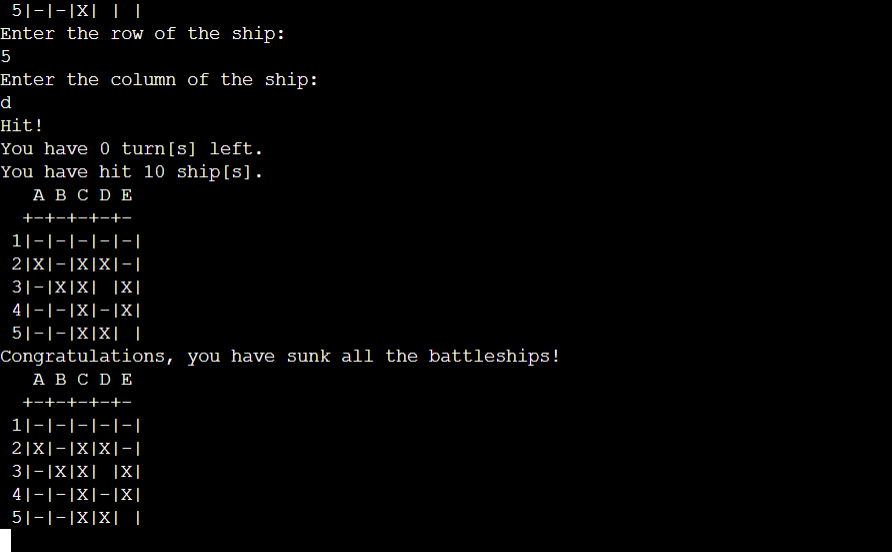 5|-|-|X| | |
Enter the row of the ship:
5
Enter the column of the ship:
d
Hit!
You have 0 turn[s] left.
You have hit 10 ship[s].
   A B C D E
  +-+-+-+-+-
 1|-|-|-|-|-|
 2|X|-|X|X|-|
 3|-|X|X| |X|
 4|-|-|X|-|X|
 5|-|-|X|X| |
Congratulations, you have sunk all the battleships!
   A B C D E
  +-+-+-+-+-
 1|-|-|-|-|-|
 2|X|-|X|X|-|
 3|-|X|X| |X|
 4|-|-|X|-|X|
 5|-|-|X|X| |